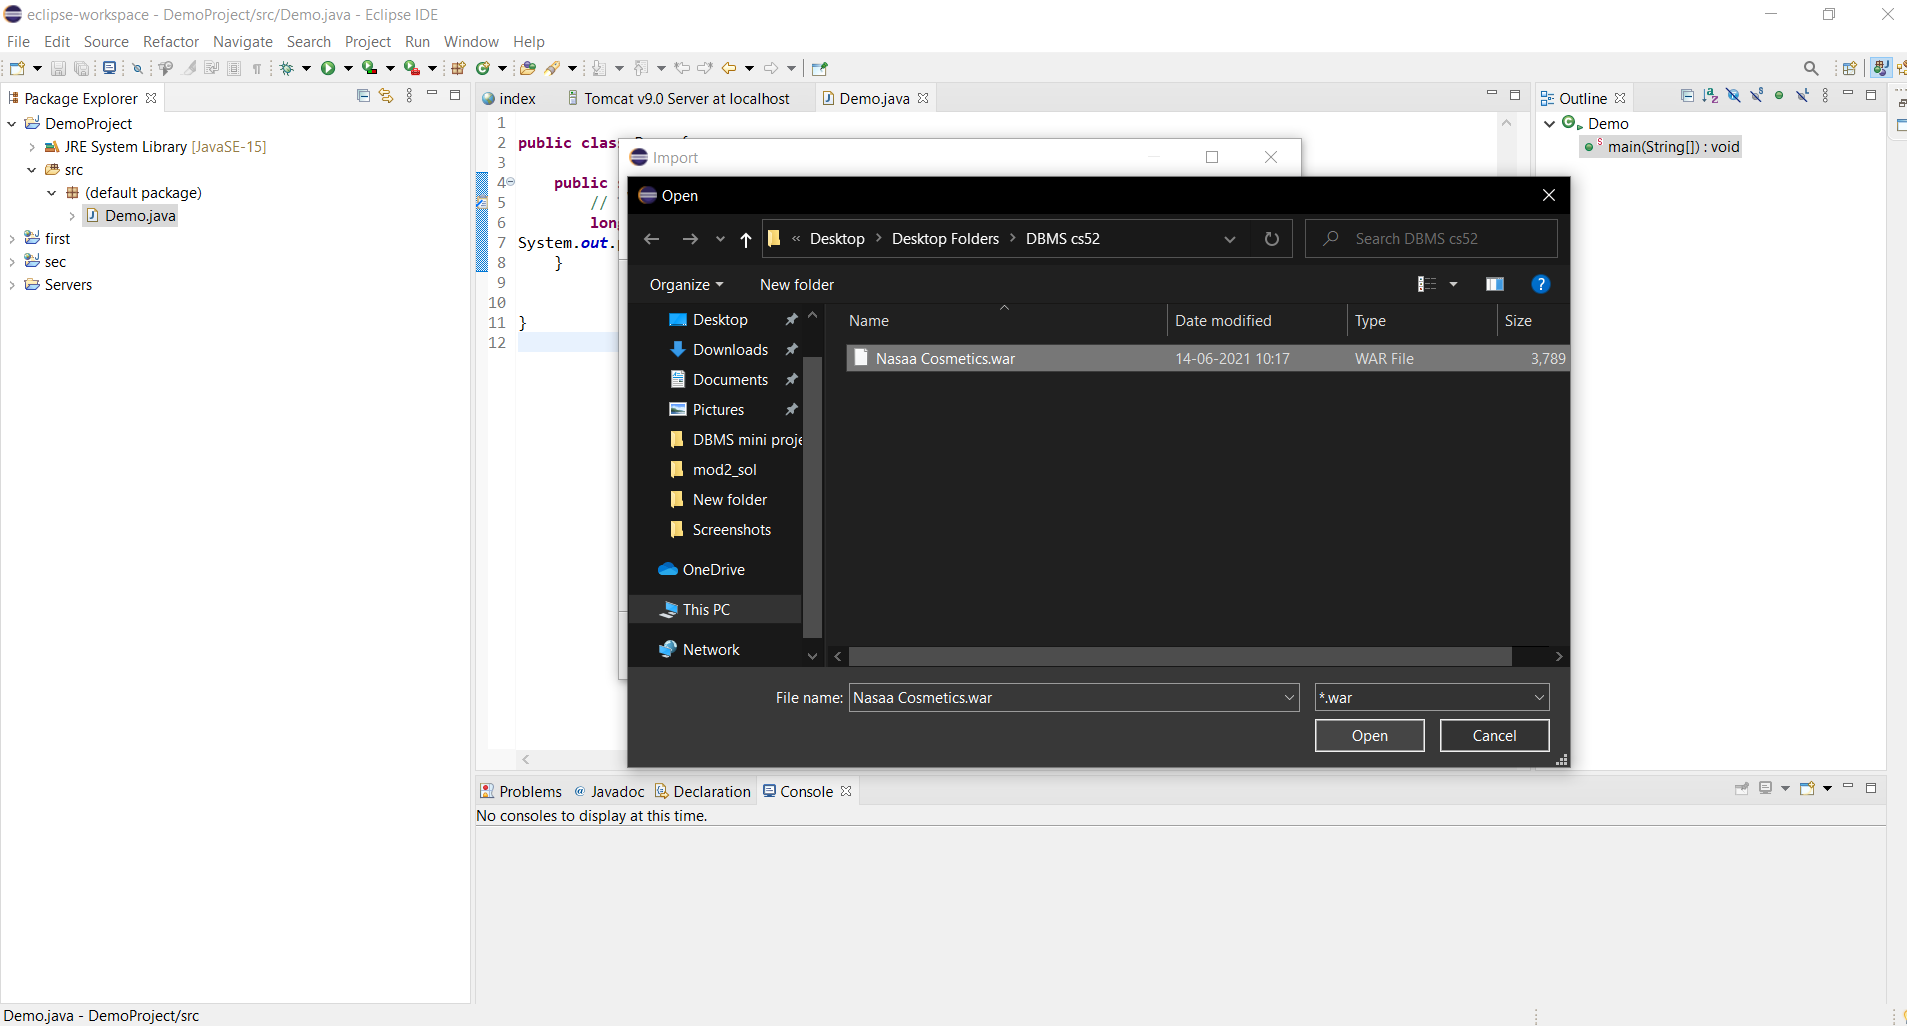 eclipse-workspace - DemoProject/src/Demo.java - Eclipse IDE
File Edit Source Refactor Navigate Search Project Run Window Help
Package Explorer
DemoProject
JRE System Library [JavaSE-15]
src
(default package)
Demo.java
first
sec
Servers
index Tomcat v9.0 Server at localhost Demo.java
1
2 public
3
4 public
5 //
6
7 System.out.
8 }
9
10
11 }
12
Import
Open
« Desktop > Desktop Folders > DBMS cs52
Search DBMS cs52
Organize New folder
Desktop
Downloads
Documents
Pictures
DBMS mini
mod2_sol
New folder
Screenshots
OneDrive
This PC
Network
Name Date modified Type Size
Nasaa Cosmetics.war 14-06-2021 10:17 WAR File 3,789
File name: Nasaa Cosmetics.war *.war
Open Cancel
Outline
Demo
main(String[]) : void
Problems @ Javadoc Declaration Console
No consoles to display at this time.
Demo.java - DemoProject/src